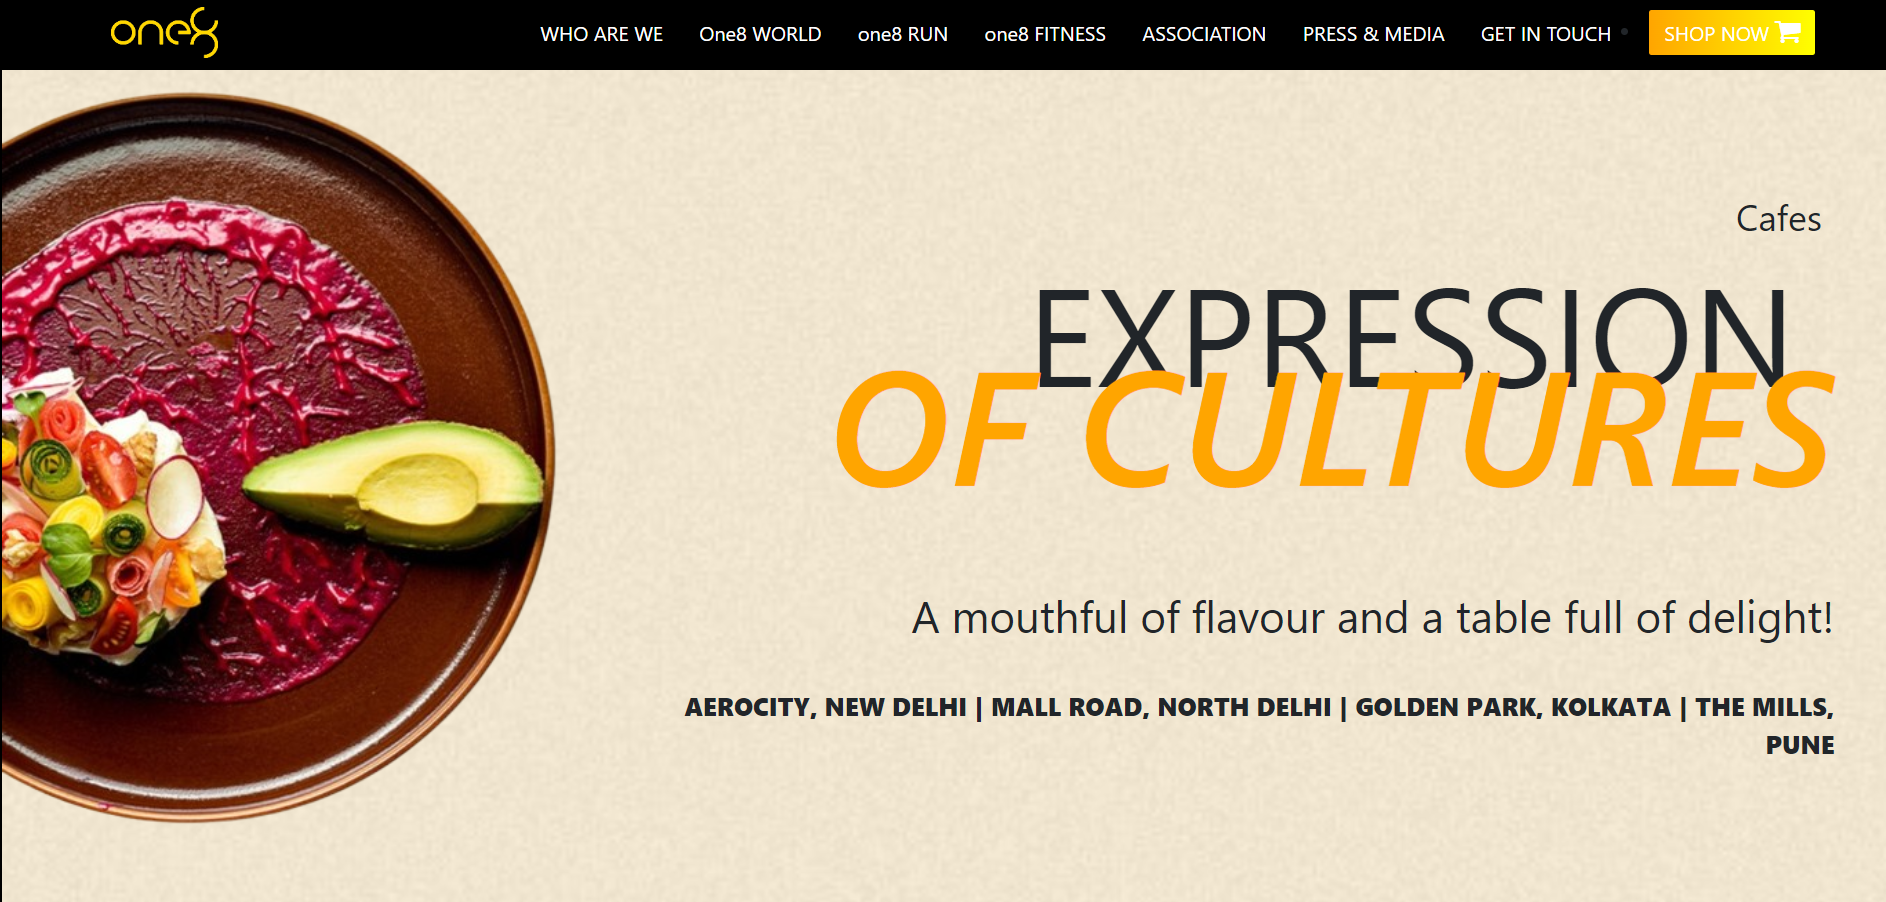 one8
WHO ARE WE One8 WORLD one8 RUN one8 FITNESS ASSOCIATION PRESS & MEDIA GET IN TOUCH SHOP NOW
Cafes
EXPRESSION
OF CULTURES
A mouthful of flavour and a table full of delight!
AEROCITY, NEW DELHI | MALL ROAD, NORTH DELHI | GOLDEN PARK, KOLKATA | THE MILLS,
PUNE